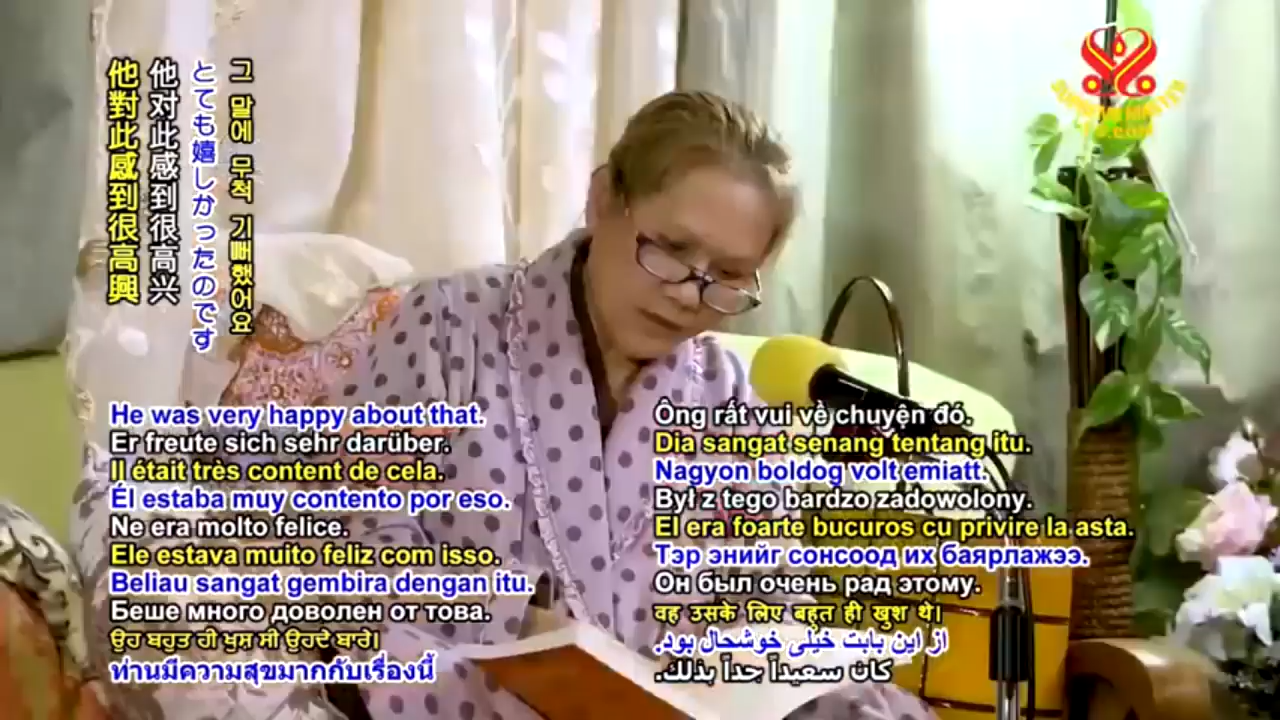 他對此感到很高興
他对此感到很高兴
とても嬉しかったのです
그 말에 무척 기뻐했어요
SUPREME MASTER
TV.COM
He was very happy about that.
Er freute sich sehr darüber.
Il était très content de cela.
Él estaba muy contento por eso.
Ne era molto felice.
Ele estava muito feliz com isso.
Beliau sangat gembira dengan itu.
Беше много доволен от това.
ਉਹ ਬਹੁਤ ਹੀ ਖੁਸ਼ ਸੀ ਉਹਦੇ ਬਾਰੇ।
ท่านมีความสุขมากกับเรื่องนี้
Ông rất vui về chuyện đó.
Dia sangat senang tentang itu.
Nagyon boldog volt emiatt.
Był z tego bardzo zadowolony.
El era foarte bucuros cu privire la asta.
Тэр энийг сонсоод их баярлажээ.
Он был очень рад этому.
वह उसके लिए बहुत ही खुश थे।
از این بابت خیلی خوشحال بود.
كان سعيداً جداً بذلك.